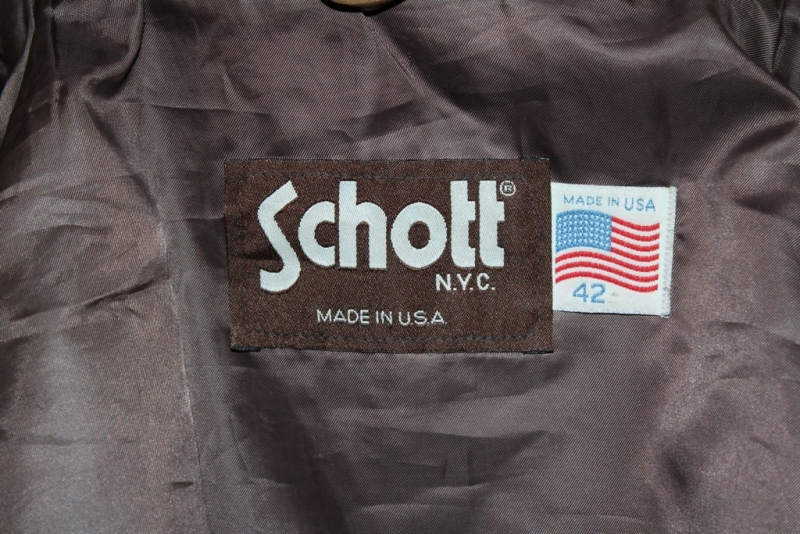 Schott®
N.Y.C.
MADE IN U.S.A.
MADE IN USA
42